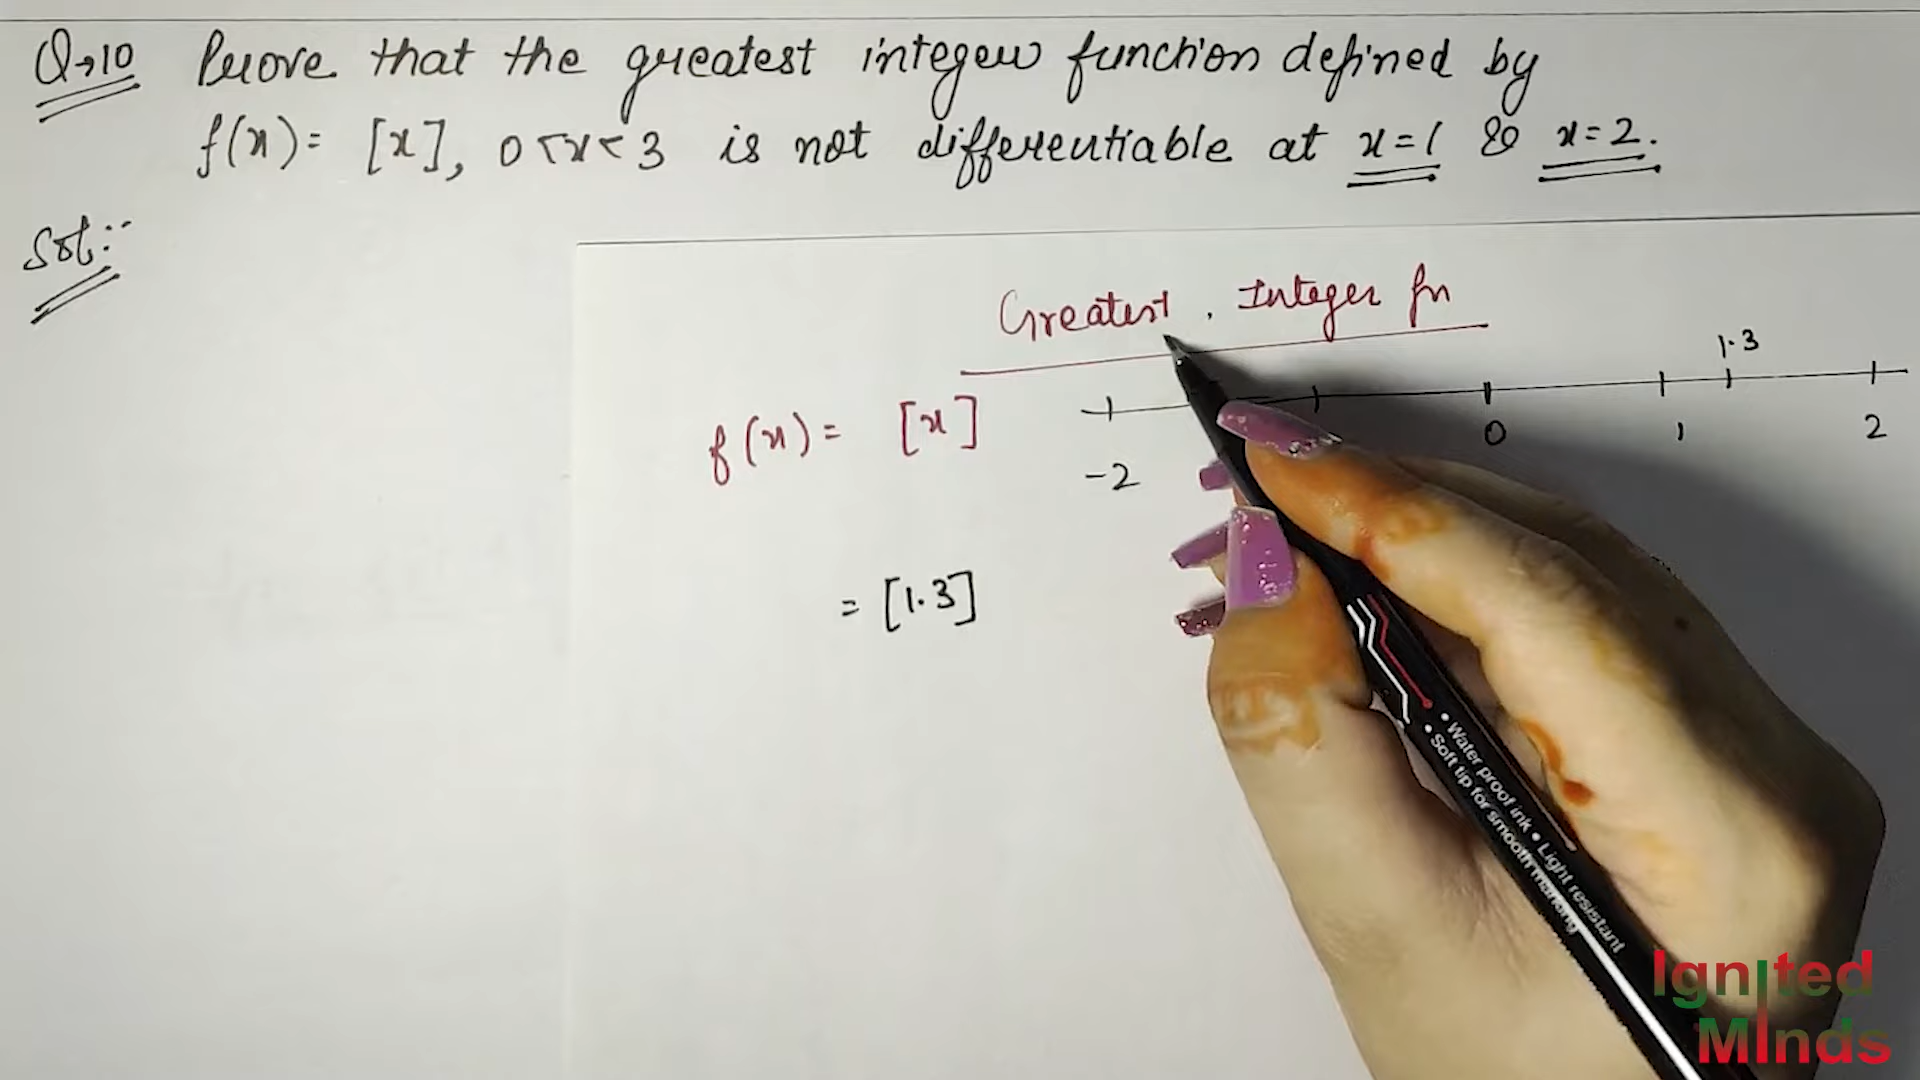 Q→10 Prove that the greatest integer function defined by
f(x) = [x], 0<x<3 is not differentiable at x=1 & x=2.
Sol:-
Greatest Integer fn
1.3
f(x) = [x]
-2 0 1 2
= [1.3]
• Water proof ink • Light resistant
• Soft tip for smooth marking
Ignited
Minds